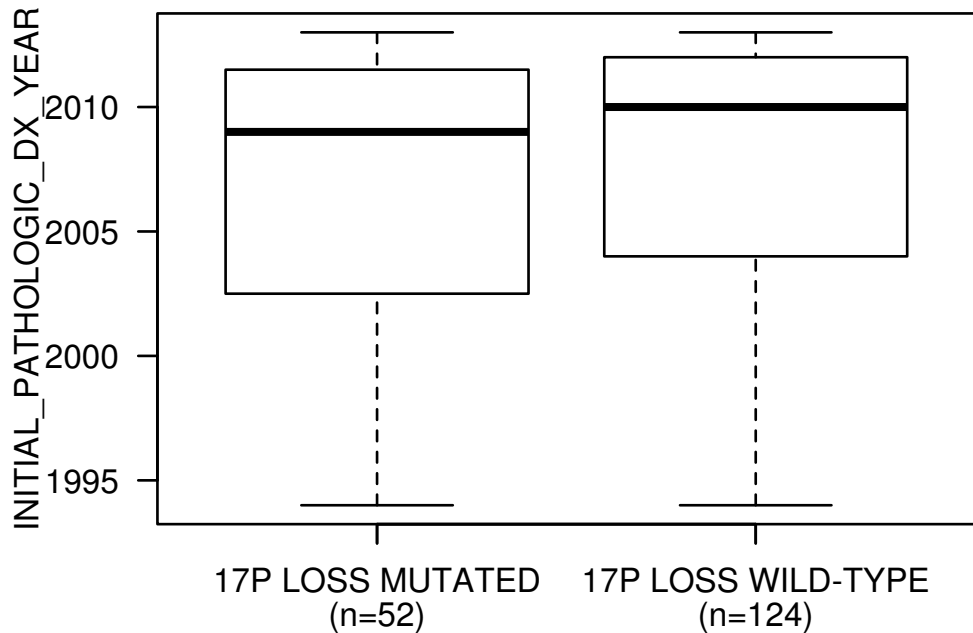 INITIAL_PATHOLOGIC_DX_YEAR
2010
2005
2000
1995
17P LOSS MUTATED
(n=52)
17P LOSS WILD-TYPE
(n=124)